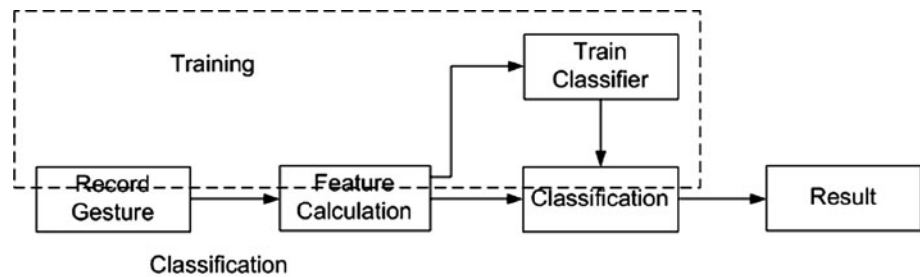 Training
Train
Classifier
Record
Gesture
Feature
Calculation
Classification
Result
Classification